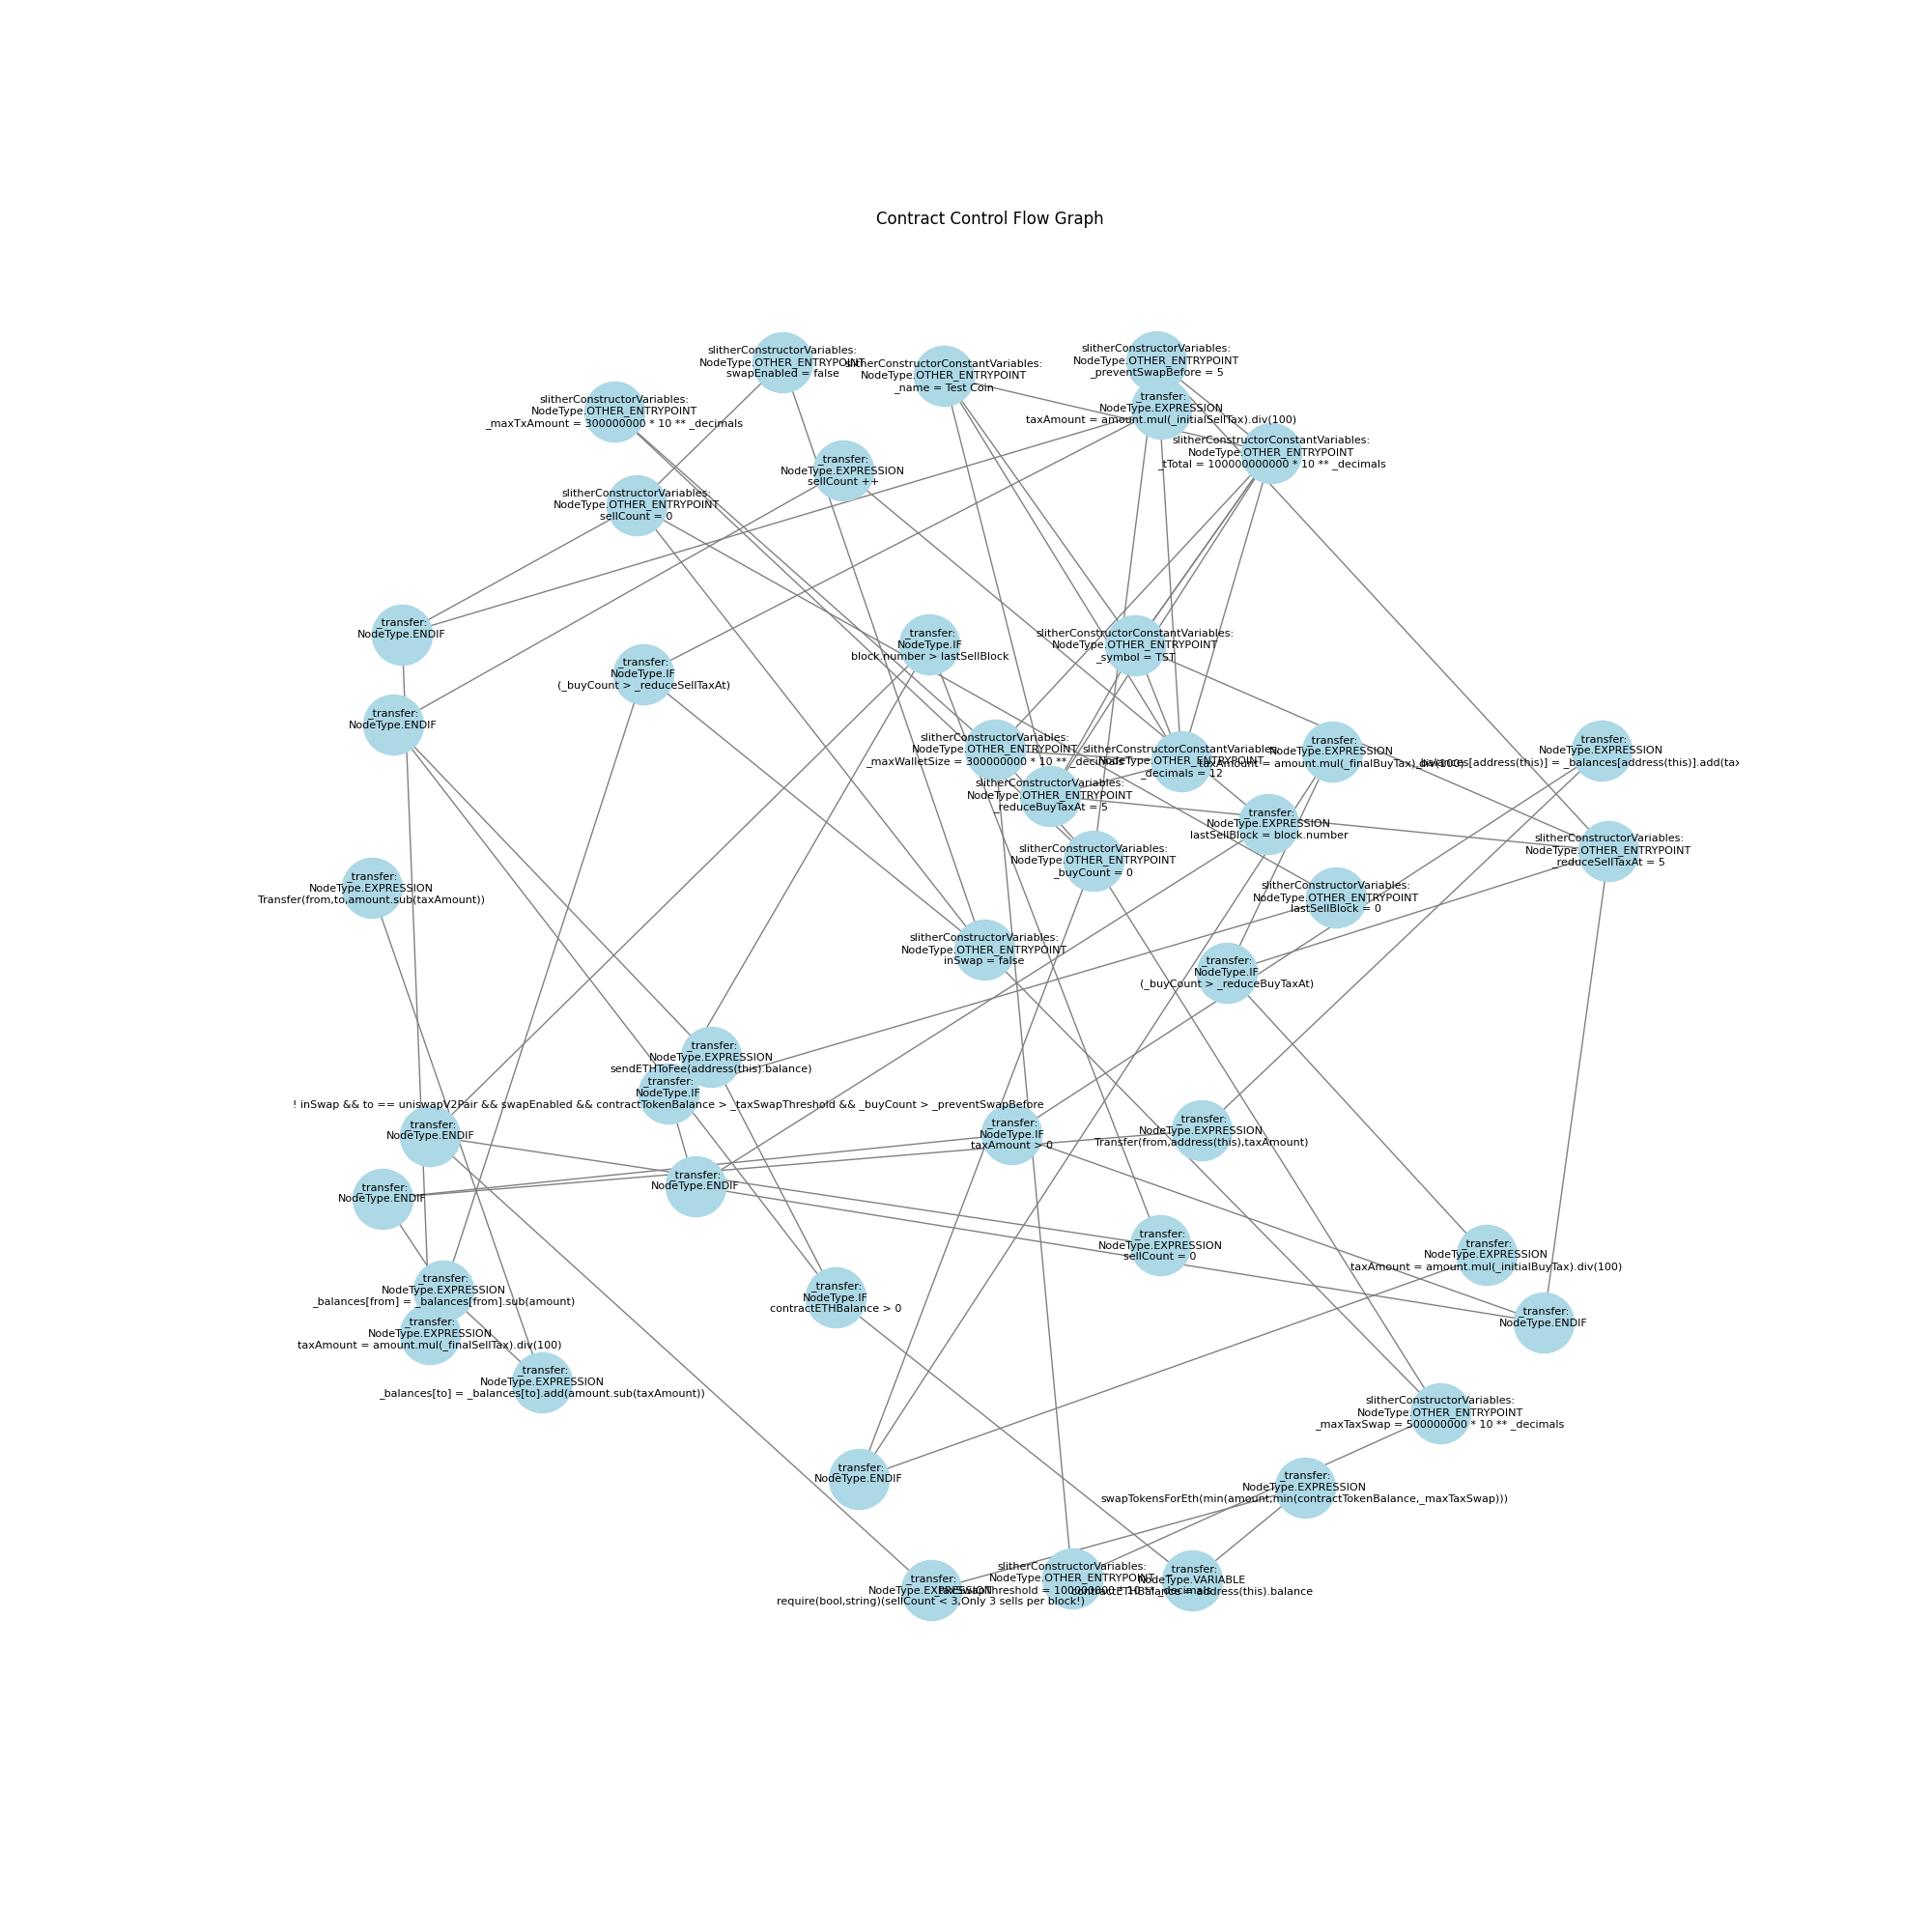 Contract Control Flow Graph
slitherConstructorVariables:
NodeType.OTHER_ENTRYPOINT
swapEnabled = false
slitherConstructorConstantVariables:
NodeType.OTHER_ENTRYPOINT
_name = Test Coin
slitherConstructorVariables:
NodeType.OTHER_ENTRYPOINT
_preventSwapBefore = 5
slitherConstructorVariables:
NodeType.OTHER_ENTRYPOINT
_maxTxAmount = 300000000 * 10 ** _decimals
_transfer:
NodeType.EXPRESSION
taxAmount = amount.mul(_initialSellTax).div(100)
slitherConstructorConstantVariables:
NodeType.OTHER_ENTRYPOINT
_tTotal = 100000000000 * 10 ** _decimals
_transfer:
NodeType.EXPRESSION
sellCount ++
slitherConstructorVariables:
NodeType.OTHER_ENTRYPOINT
sellCount = 0
_transfer:
NodeType.ENDIF
_transfer:
NodeType.IF
block.number > lastSellBlock
slitherConstructorConstantVariables:
NodeType.OTHER_ENTRYPOINT
_symbol = TST
_transfer:
NodeType.IF
(_buyCount > _reduceSellTaxAt)
_transfer:
NodeType.ENDIF
slitherConstructorVariables:
NodeType.OTHER_ENTRYPOINT
_maxWalletSize = 300000000 * 10 ** _decimals
slitherConstructorConstantVariables:
NodeType.OTHER_ENTRYPOINT
_decimals = 12
_transfer:
NodeType.EXPRESSION
taxAmount = amount.mul(_finalBuyTax).div(100)
_transfer:
NodeType.EXPRESSION
_balances[address(this)] = _balances[address(this)].add(tax
slitherConstructorVariables:
NodeType.OTHER_ENTRYPOINT
_reduceBuyTaxAt = 5
_transfer:
NodeType.EXPRESSION
lastSellBlock = block.number
slitherConstructorVariables:
NodeType.OTHER_ENTRYPOINT
_reduceSellTaxAt = 5
slitherConstructorVariables:
NodeType.OTHER_ENTRYPOINT
_buyCount = 0
_transfer:
NodeType.EXPRESSION
Transfer(from,to,amount.sub(taxAmount))
slitherConstructorVariables:
NodeType.OTHER_ENTRYPOINT
lastSellBlock = 0
slitherConstructorVariables:
NodeType.OTHER_ENTRYPOINT
inSwap = false
_transfer:
NodeType.IF
(_buyCount > _reduceBuyTaxAt)
_transfer:
NodeType.EXPRESSION
sendETHToFee(address(this).balance)
_transfer:
NodeType.IF
! inSwap && to == uniswapV2Pair && swapEnabled && contractTokenBalance > _taxSwapThreshold && _buyCount > _preventSwapBefore
_transfer:
NodeType.ENDIF
_transfer:
NodeType.IF
taxAmount > 0
_transfer:
NodeType.EXPRESSION
Transfer(from,address(this),taxAmount)
_transfer:
NodeType.ENDIF
_transfer:
NodeType.ENDIF
_transfer:
NodeType.EXPRESSION
sellCount = 0
_transfer:
NodeType.EXPRESSION
taxAmount = amount.mul(_initialBuyTax).div(100)
_transfer:
NodeType.EXPRESSION
_balances[from] = _balances[from].sub(amount)
_transfer:
NodeType.IF
contractETHBalance > 0
_transfer:
NodeType.ENDIF
_transfer:
NodeType.EXPRESSION
taxAmount = amount.mul(_finalSellTax).div(100)
_transfer:
NodeType.EXPRESSION
_balances[to] = _balances[to].add(amount.sub(taxAmount))
slitherConstructorVariables:
NodeType.OTHER_ENTRYPOINT
_maxTaxSwap = 500000000 * 10 ** _decimals
_transfer:
NodeType.ENDIF
_transfer:
NodeType.EXPRESSION
swapTokensForEth(min(amount,min(contractTokenBalance,_maxTaxSwap)))
_transfer:
NodeType.EXPRESSION
require(bool,string)(sellCount < 3,Only 3 sells per block!)
slitherConstructorVariables:
NodeType.OTHER_ENTRYPOINT
_taxSwapThreshold = 100000000 * 10 ** _decimals
_transfer:
NodeType.VARIABLE
contractETHBalance = address(this).balance